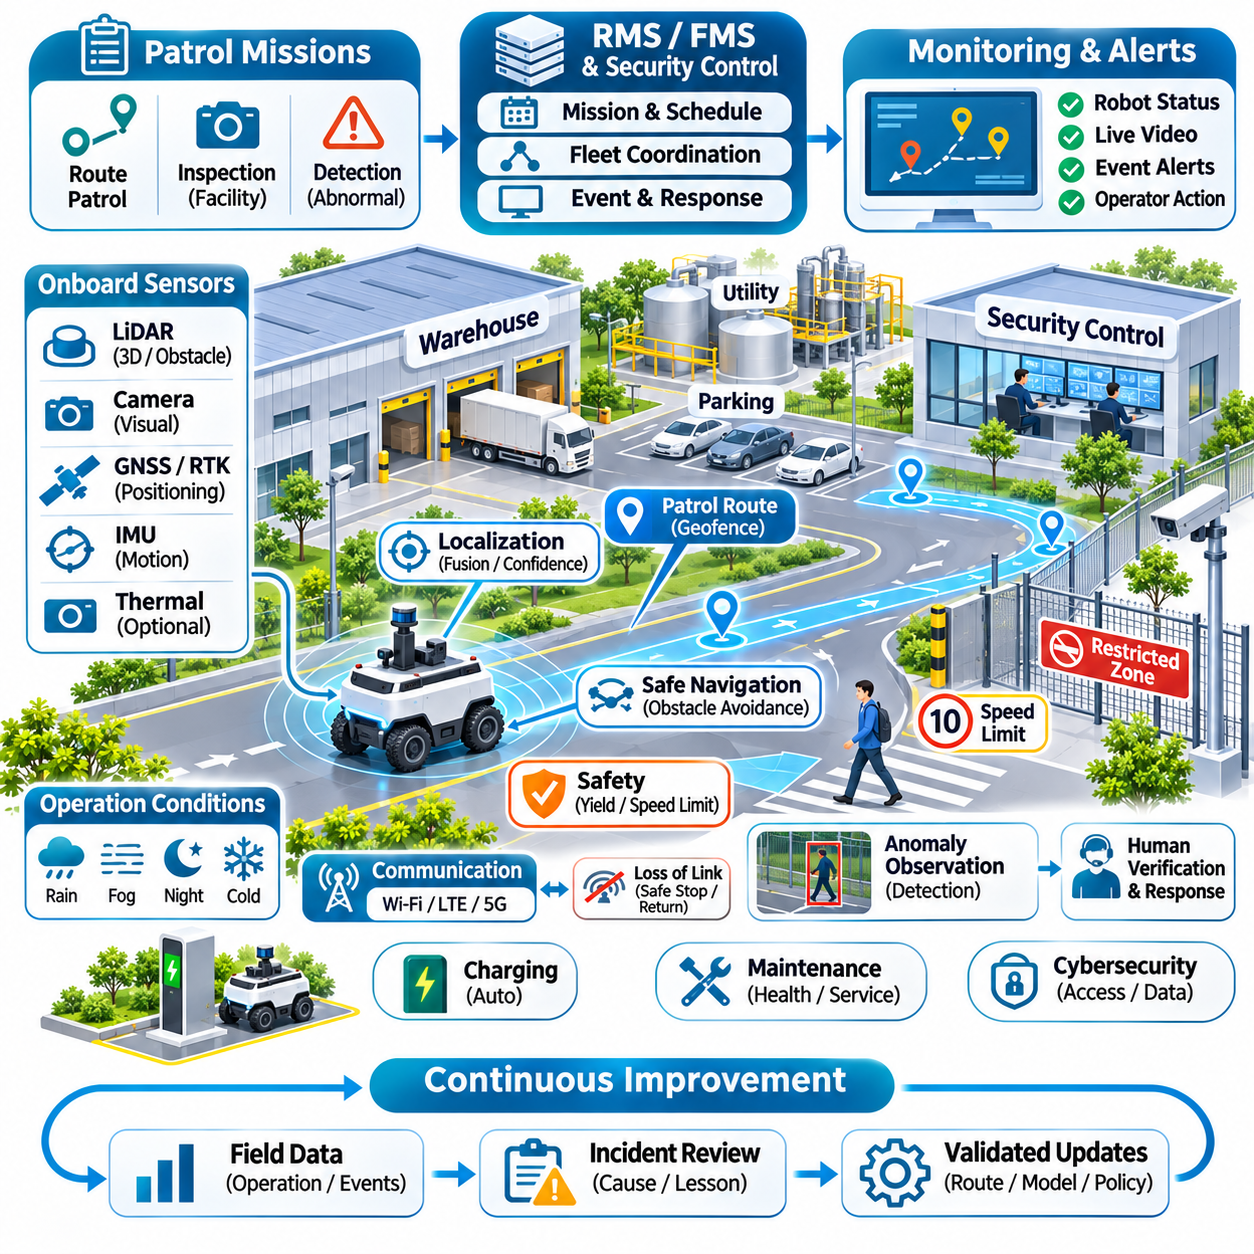 Patrol Missions
Route
Patrol
Inspection
(Facility)
Detection
(Abnormal)
RMS / FMS
& Security Control
Mission & Schedule
Fleet Coordination
Event & Response
Monitoring & Alerts
Robot Status
Live Video
Event Alerts
Operator Action
Onboard Sensors
LiDAR
(3D / Obstacle)
Camera
(Visual)
GNSS / RTK
(Positioning)
IMU
(Motion)
Thermal
(Optional)
Warehouse
Utility
Parking
Security Control
Patrol Route
(Geofence)
Localization
(Fusion / Confidence)
Safe Navigation
(Obstacle Avoidance)
Restricted
Zone
10
Speed
Limit
Safety
(Yield / Speed Limit)
Operation Conditions
Rain
Fog
Night
Cold
Communication
Wi-Fi / LTE / 5G
Loss of Link
(Safe Stop /
Return)
Anomaly
Observation
(Detection)
Human
Verification
& Response
Charging
(Auto)
Maintenance
(Health / Service)
Cybersecurity
(Access / Data)
Continuous Improvement
Field Data
(Operation / Events)
Incident Review
(Cause / Lesson)
Validated Updates
(Route / Model / Policy)